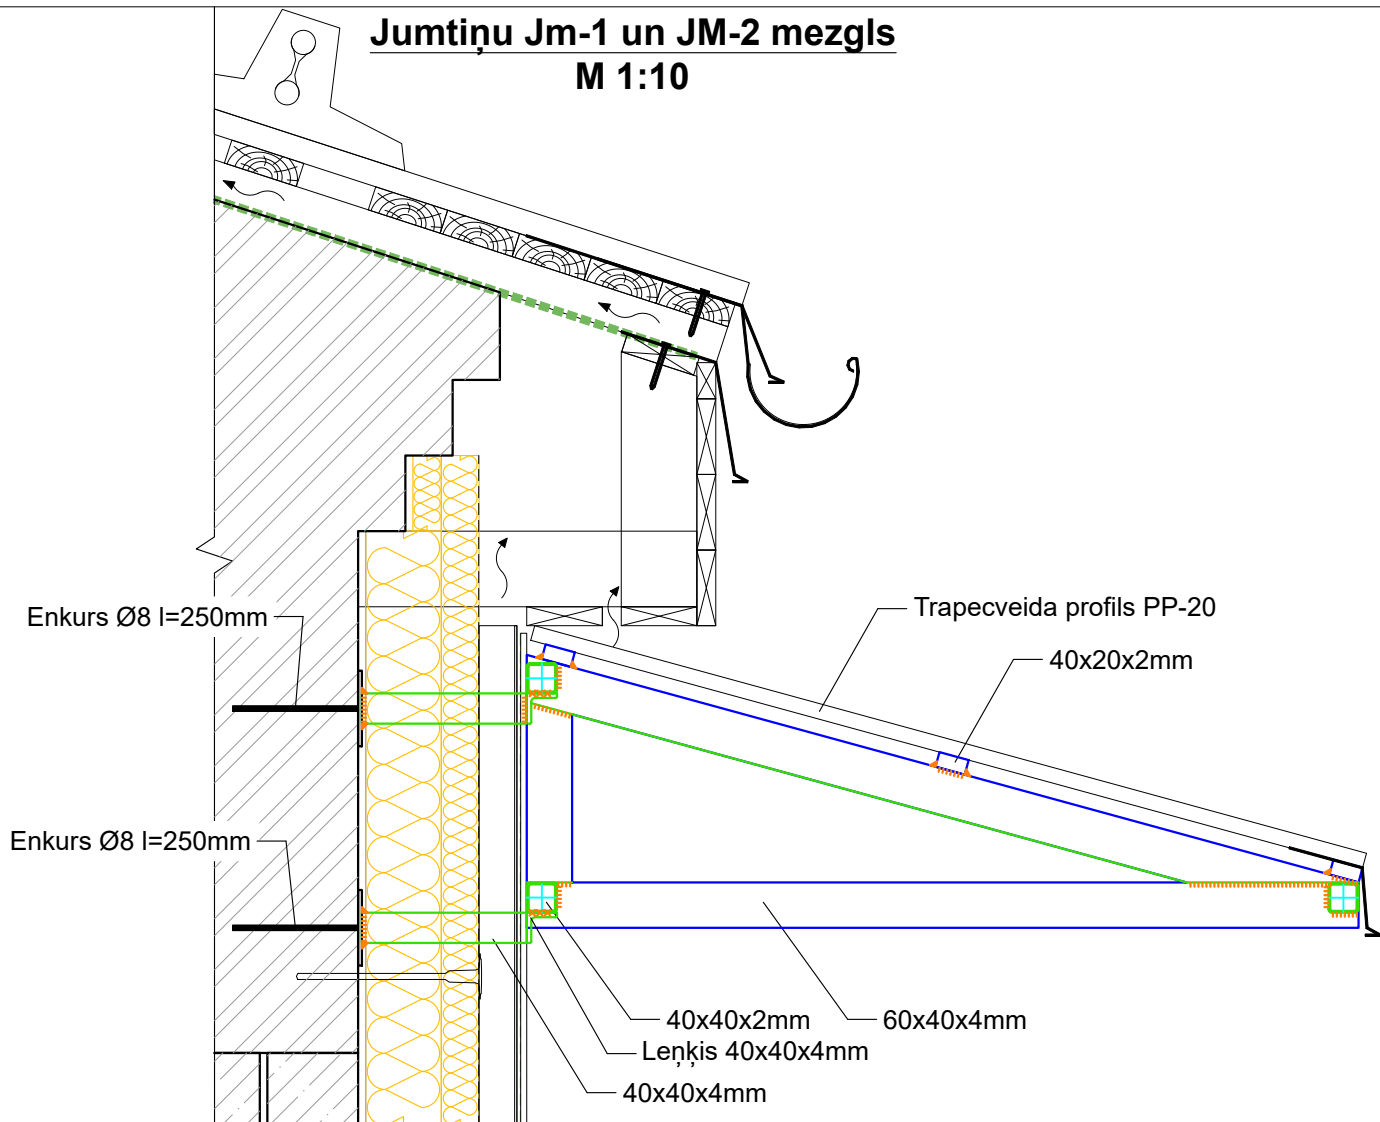 Jumtiņu Jm-1 un JM-2 mezgls
M 1:10
Enkurs Ø8 l=250mm
Trapecveida profils PP-20
40x20x2mm
Enkurs Ø8 l=250mm
40x40x2mm
60x40x4mm
Leņķis 40x40x4mm
40x40x4mm